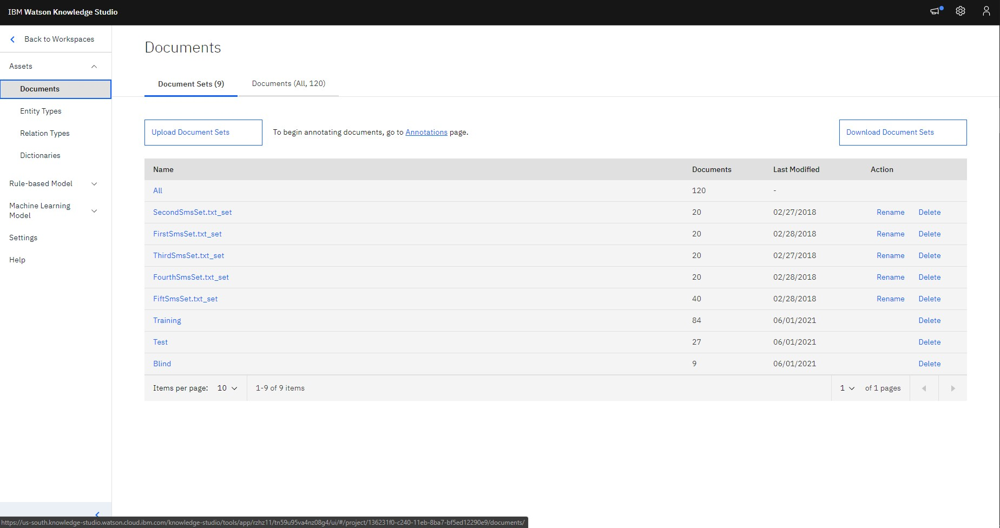 IBM Watson Knowledge Studio
Back to Workspaces
Assets
Documents
Entity Types
Relation Types
Dictionaries
Rule-based Model
Machine Learning
Model
Settings
Help
Documents
Document Sets (9) Documents (All, 120)
Upload Document Sets To begin annotating documents, go to Annotations page. Download Document Sets
Name Documents Last Modified Action
All 120 -
SecondSmsSet.txt_set 20 02/27/2018 Rename Delete
FirstSmsSet.txt_set 20 02/28/2018 Rename Delete
ThirdSmsSet.txt_set 20 02/27/2018 Rename Delete
FourthSmsSet.txt_set 20 02/28/2018 Rename Delete
FiftSmsSet.txt_set 40 02/28/2018 Rename Delete
Training 84 06/01/2021 Delete
Test 27 06/01/2021 Delete
Blind 9 06/01/2021 Delete
Items per page: 10 1-9 of 9 items 1 of 1 pages
https://us-south.knowledge-studio.watson.cloud.ibm.com/knowledge-studio/tools/app/rzhz11/tn59u95va4nz08g4/ui/#/project/136231f0-c240-11eb-8ba7-bf5ed12290e9/documents/